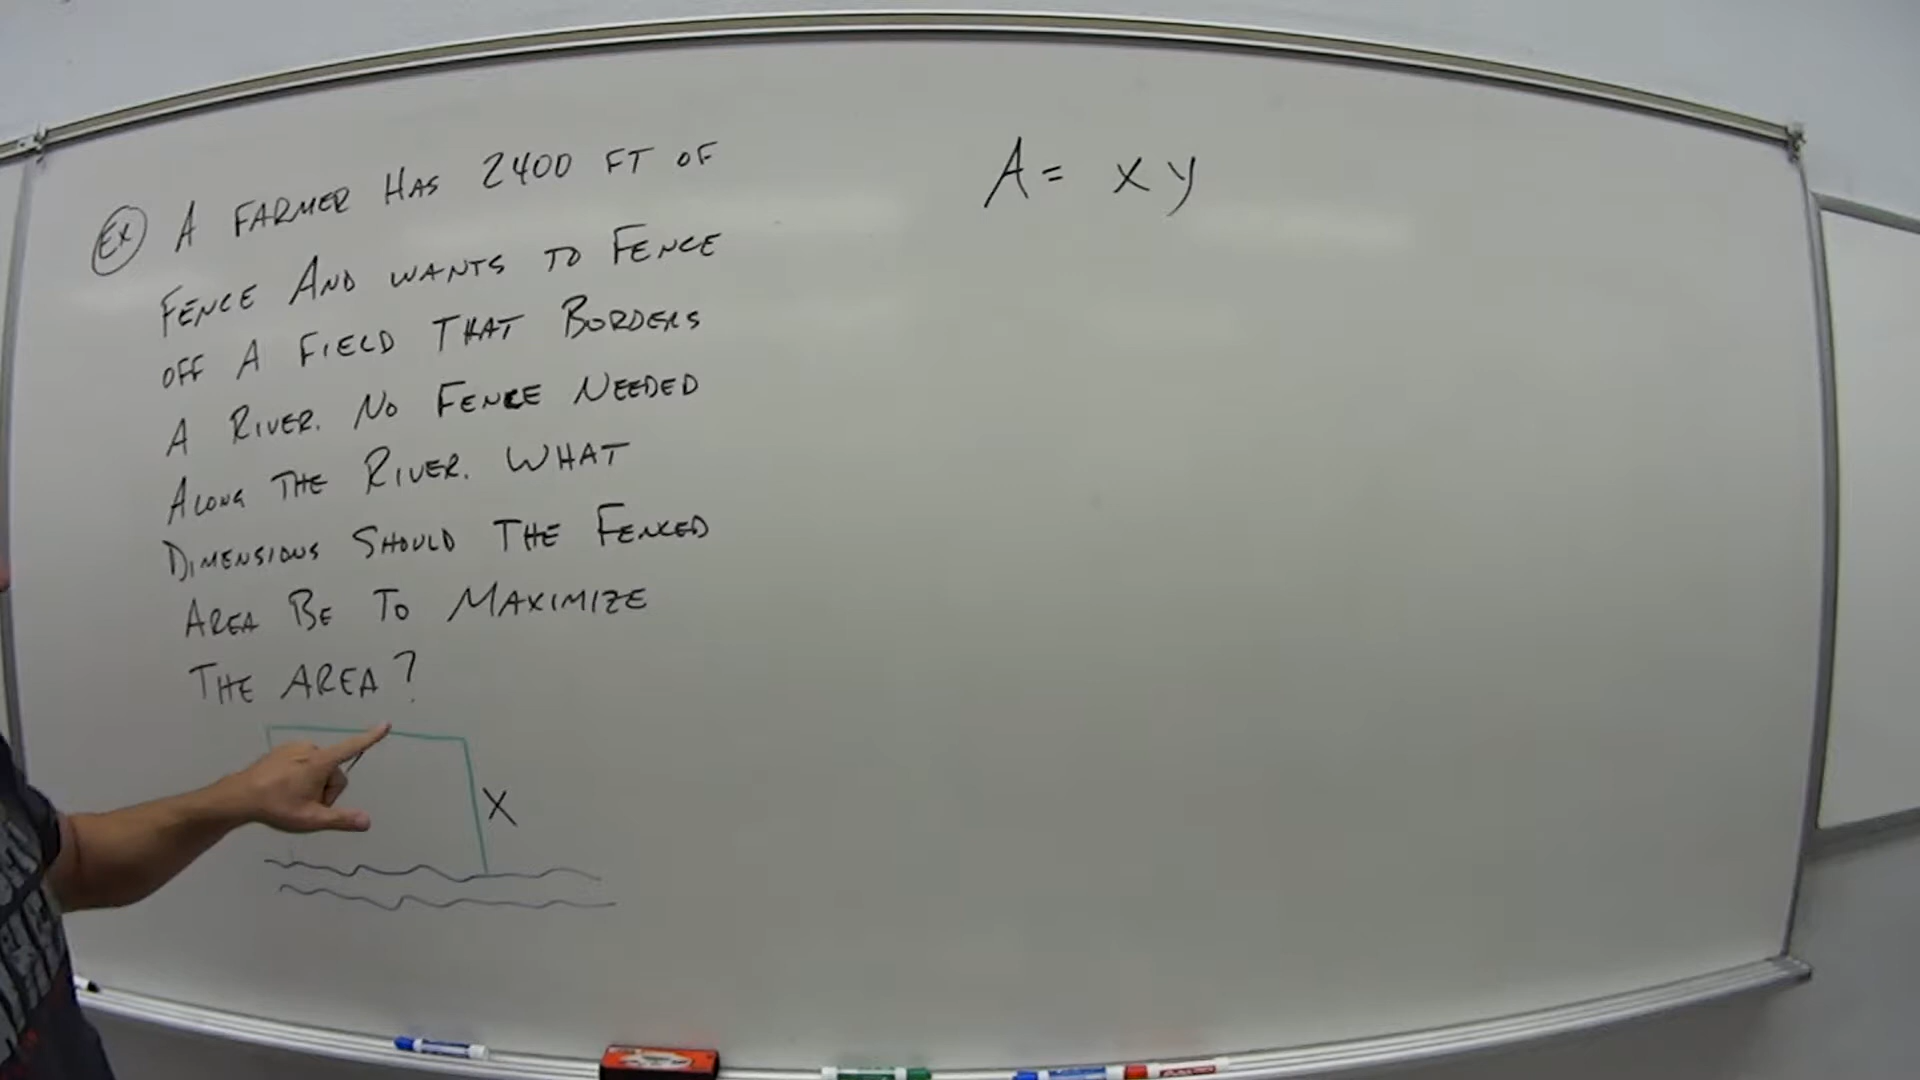 EX A FARMER HAS 2400 FT OF
FENCE AND WANTS TO FENCE
OFF A FIELD THAT BORDERS
A RIVER. NO FENCE NEEDED
ALONG THE RIVER. WHAT
DIMENSIONS SHOULD THE FENCED
AREA BE TO MAXIMIZE
THE AREA?
X
A = x y